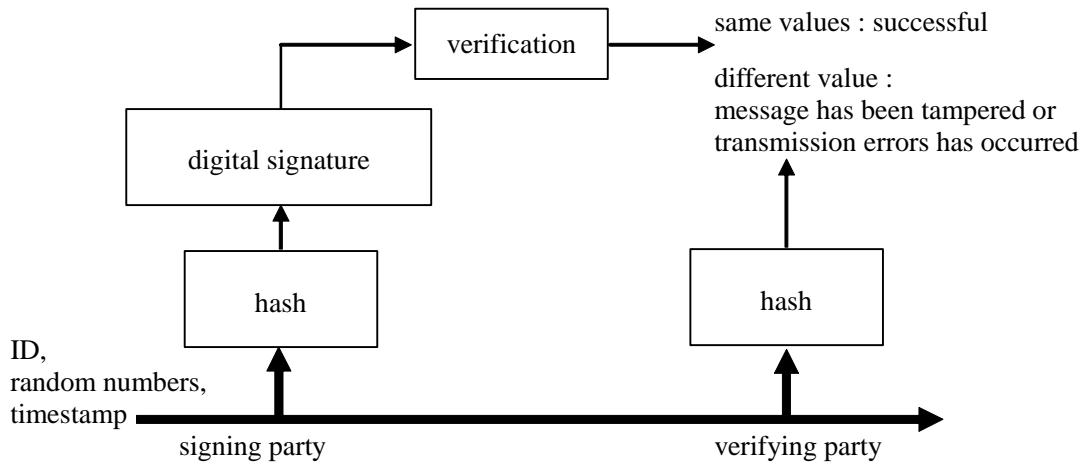 verification
same values : successful
different value :
message has been tampered or
transmission errors has occurred
digital signature
hash
hash
ID,
random numbers,
timestamp
signing party
verifying party